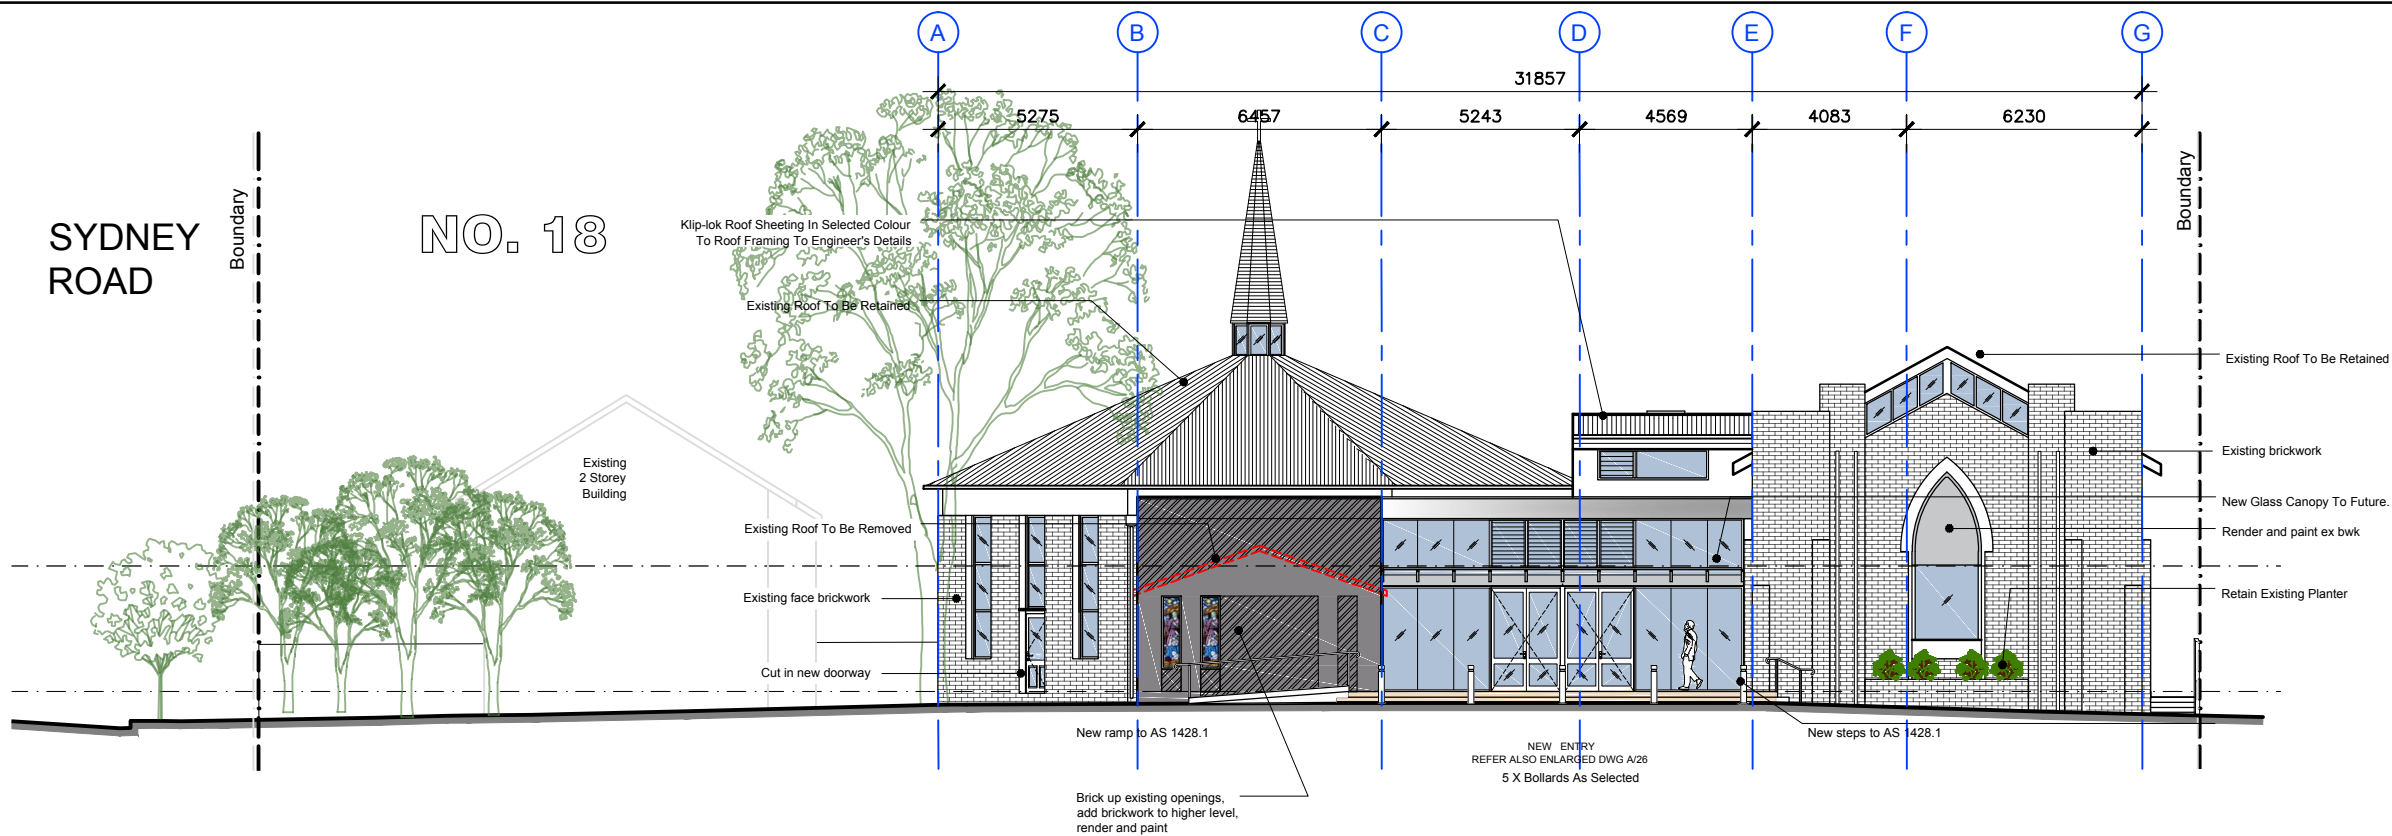 A B C D E F G
31857
5275 6457 5243 4569 4083 6230
SYDNEY
ROAD
Boundary
NO. 18
Boundary
Klip-lok Roof Sheeting In Selected Colour
To Roof Framing To Engineer's Details
Existing Roof To Be Retained
Existing Roof To Be Retained
Existing
2 Storey
Building
Existing brickwork
New Glass Canopy To Future.
Existing Roof To Be Removed
Render and paint ex bwk
Existing face brickwork
Retain Existing Planter
Cut in new doorway
New ramp to AS 1428.1
New steps to AS 1428.1
NEW ENTRY
REFER ALSO ENLARGED DWG A/26
5 X Bollards As Selected
Brick up existing openings,
add brickwork to higher level,
render and paint